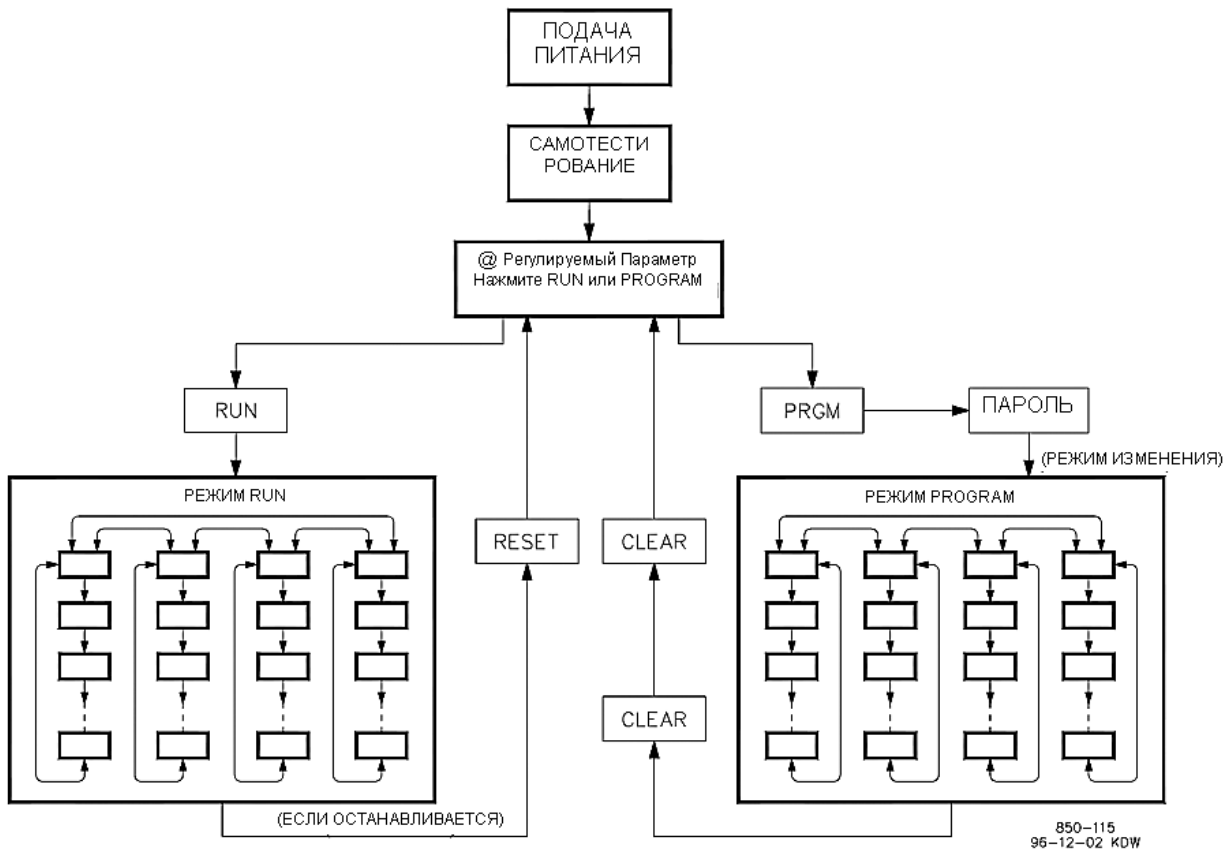 ПОДАЧА
ПИТАНИЯ
САМОТЕСТИ
РОВАНИЕ
@ Регулируемый Параметр
Нажмите RUN или PROGRAM
RUN
PRGM
ПАРОЛЬ
(РЕЖИМ ИЗМЕНЕНИЯ)
РЕЖИМ RUN
РЕЖИМ PROGRAM
RESET
CLEAR
CLEAR
(ЕСЛИ ОСТАНАВЛИВАЕТСЯ)
850-115
96-12-02 KDW